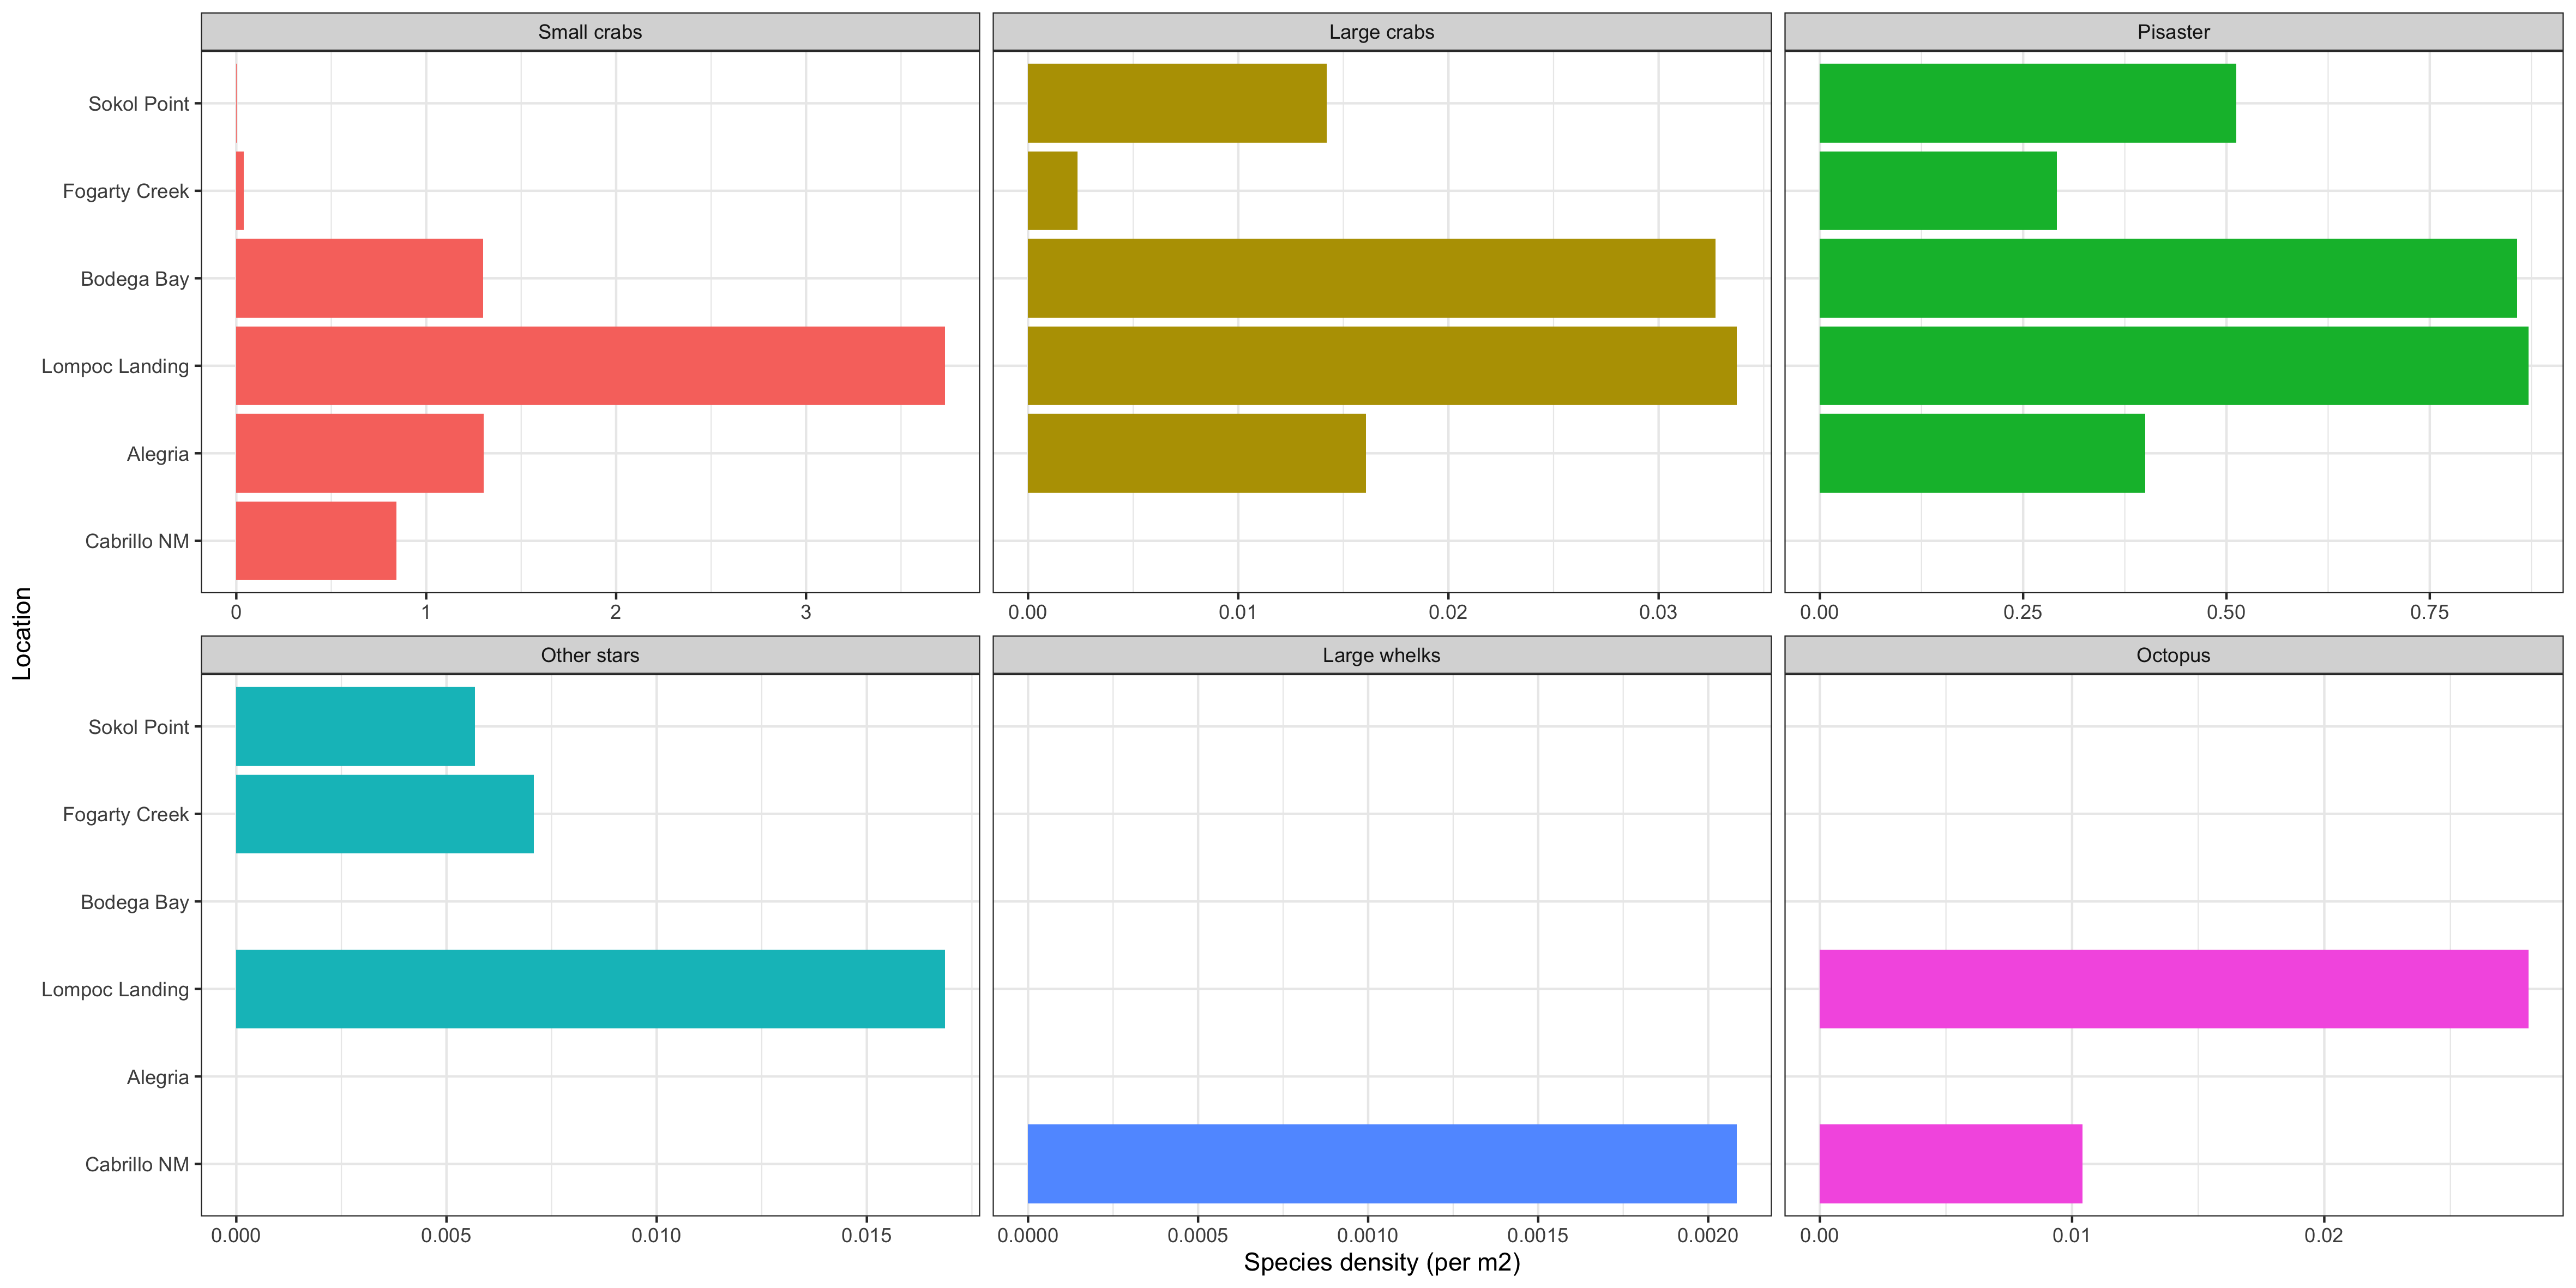 Small crabs
Large crabs
Pisaster
Sokol Point
Fogarty Creek
Bodega Bay
Lompoc Landing
Alegria
Cabrillo NM
0 1 2 3
0.00 0.01 0.02 0.03
0.00 0.25 0.50 0.75
Location
Other stars
Large whelks
Octopus
Sokol Point
Fogarty Creek
Bodega Bay
Lompoc Landing
Alegria
Cabrillo NM
0.000 0.005 0.010 0.015
0.0000 0.0005 0.0010 0.0015 0.0020
0.00 0.01 0.02
Species density (per m2)